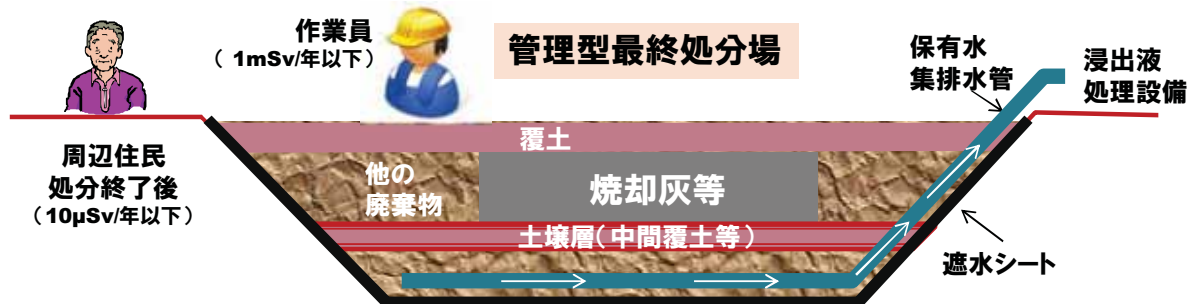 作業員
（ 1mSv/年以下）
管理型最終処分場
保有水
集排水管
浸出液
処理設備
周辺住民
処分終了後
（10μSv/年以下）
覆土
他の
廃棄物
焼却灰等
土壌層（中間覆土等）
遮水シート